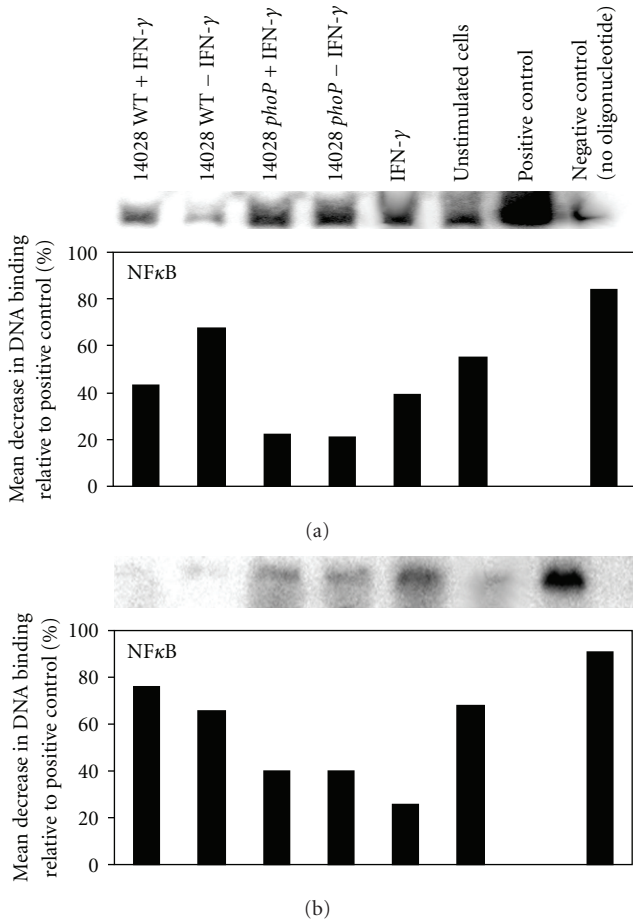 14028 WT + IFN-γ
14028 WT − IFN-γ
14028 phoP + IFN-γ
14028 phoP − IFN-γ
IFN-γ
Unstimulated cells
Positive control
Negative control
(no oligonucleotide)
Mean decrease in DNA binding
relative to positive control (%)
100
80
60
40
20
0
NFκB
(a)
Mean decrease in DNA binding
relative to positive control (%)
100
80
60
40
20
0
NFκB
(b)